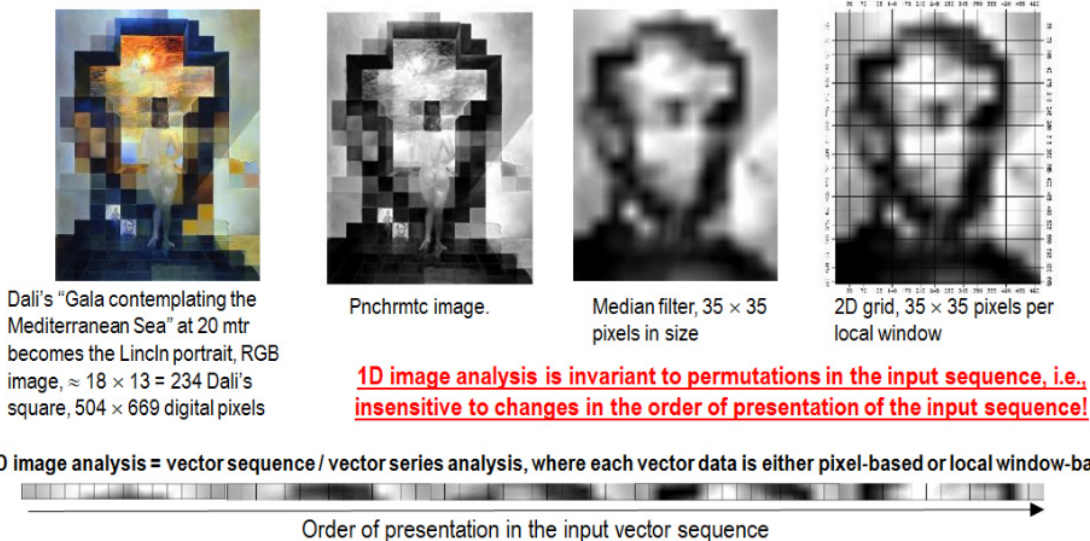 Dali's “Gala contemplating the
Mediterranean Sea” at 20 mtr
becomes the Lincln portrait, RGB
image, ≈ 18 × 13 = 234 Dali's
square, 504 × 669 digital pixels
Pnchrmtc image.
Median filter, 35 × 35
pixels in size
2D grid, 35 × 35 pixels per
local window
1D image analysis is invariant to permutations in the input sequence, i.e.,
insensitive to changes in the order of presentation of the input sequence!
D image analysis = vector sequence / vector series analysis, where each vector data is either pixel-based or local window-ba
Order of presentation in the input vector sequence